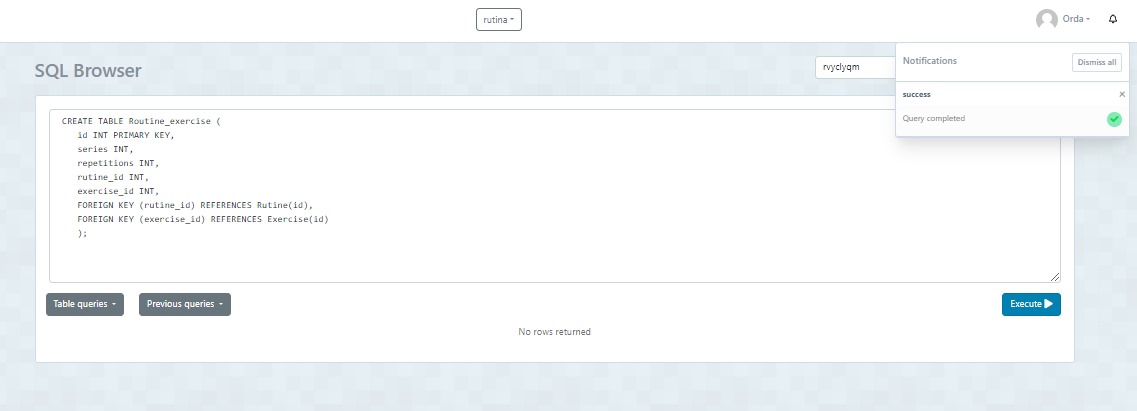 rutina
Orda
SQL Browser
rvyclyqm
Notifications
Dismiss all
success
×
Query completed
CREATE TABLE Routine_exercise (
id INT PRIMARY KEY,
series INT,
repetitions INT,
rutine_id INT,
exercise_id INT,
FOREIGN KEY (rutine_id) REFERENCES Rutine(id),
FOREIGN KEY (exercise_id) REFERENCES Exercise(id)
);
Table queries
Previous queries
Execute
No rows returned